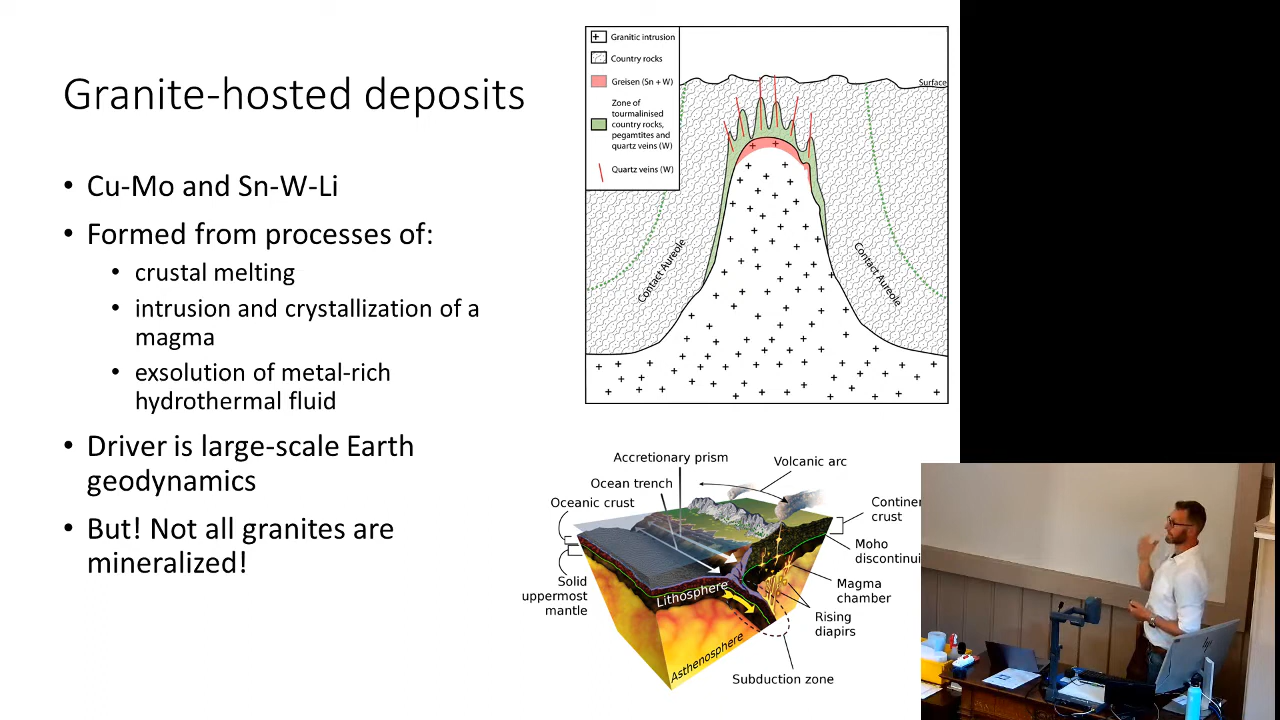 Granite-hosted deposits
• Cu-Mo and Sn-W-Li
• Formed from processes of:
• crustal melting
• intrusion and crystallization of a
magma
• exsolution of metal-rich
hydrothermal fluid
• Driver is large-scale Earth
geodynamics
• But! Not all granites are
mineralized!
Granitic intrusion
Country rocks
Greisen (Sn + W)
Zone of
tourmalinised
country rocks,
pegamtites and
quartz veins (W)
Quartz veins (W)
Surface
Contact Aureole
Contact Aureole
Accretionary prism
Volcanic arc
Ocean trench
Oceanic crust
Continen
crust
Moho
discontinui
Solid
uppermost
mantle
Lithosphere
Magma
chamber
Rising
diapirs
Asthenosphere
Subduction zone
hp